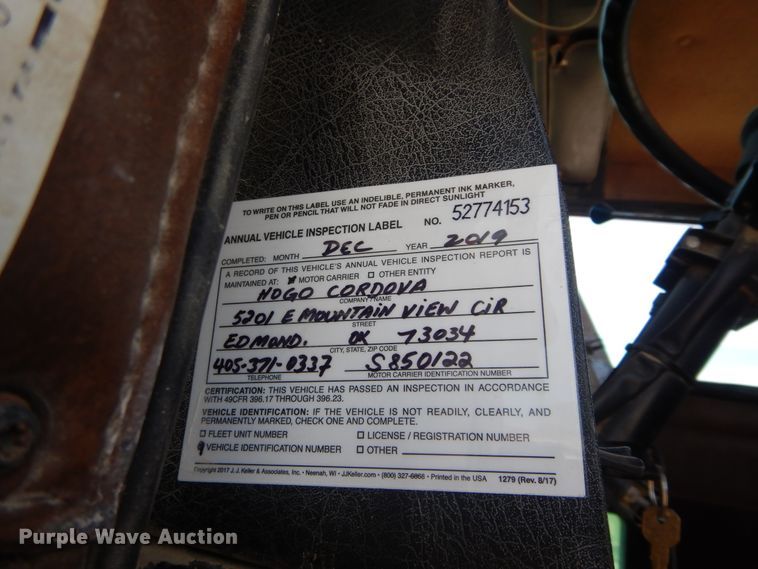 TO WRITE ON THIS LABEL USE AN INDELIBLE, PERMANENT INK MARKER,
PEN OR PENCIL THAT WILL NOT FADE IN DIRECT SUNLIGHT
ANNUAL VEHICLE INSPECTION LABEL NO. 52774153
COMPLETED: MONTH DEC YEAR 2019
A RECORD OF THIS VEHICLE'S ANNUAL VEHICLE INSPECTION REPORT IS
MAINTAINED AT: MOTOR CARRIER ☐ OTHER ENTITY
HOGO CORDOVA
COMPANY NAME
5201 E MOUNTAIN VIEW CIR
STREET
EDMOND. OK 73034
CITY, STATE, ZIP CODE
405-371-0337 S850122
TELEPHONE MOTOR CARRIER IDENTIFICATION NUMBER
CERTIFICATION: THIS VEHICLE HAS PASSED AN INSPECTION IN ACCORDANCE
WITH 49CFR 396.17 THROUGH 396.23.
VEHICLE IDENTIFICATION: IF THE VEHICLE IS NOT READILY, CLEARLY, AND
PERMANENTLY MARKED, CHECK ONE AND COMPLETE.
☐ FLEET UNIT NUMBER ☐ LICENSE / REGISTRATION NUMBER
VEHICLE IDENTIFICATION NUMBER ☐ OTHER
Copyright 2017 J. J. Keller & Associates, Inc. • Neenah, WI • JJKeller.com • (800) 327-6868 • Printed in the USA 1279 (Rev. 8/17)
Purple Wave Auction